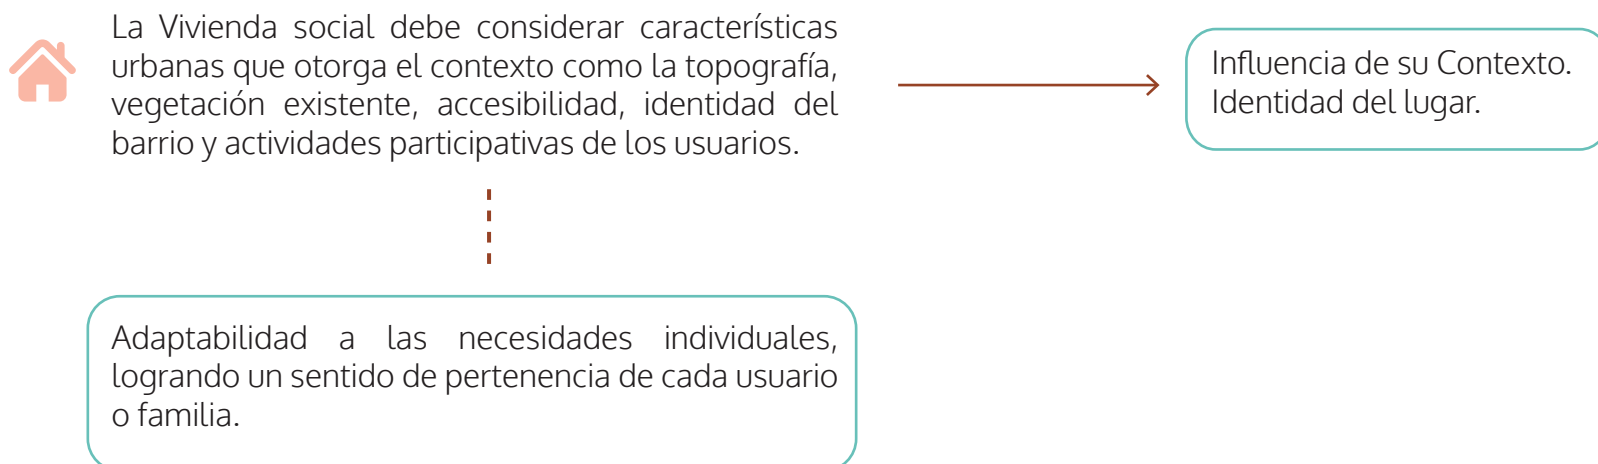 La Vivienda social debe considerar características
urbanas que otorga el contexto como la topografía,
vegetación existente, accesibilidad, identidad del
barrio y actividades participativas de los usuarios.
Influencia de su Contexto.
Identidad del lugar.
Adaptabilidad a las necesidades individuales,
logrando un sentido de pertenencia de cada usuario
o familia.